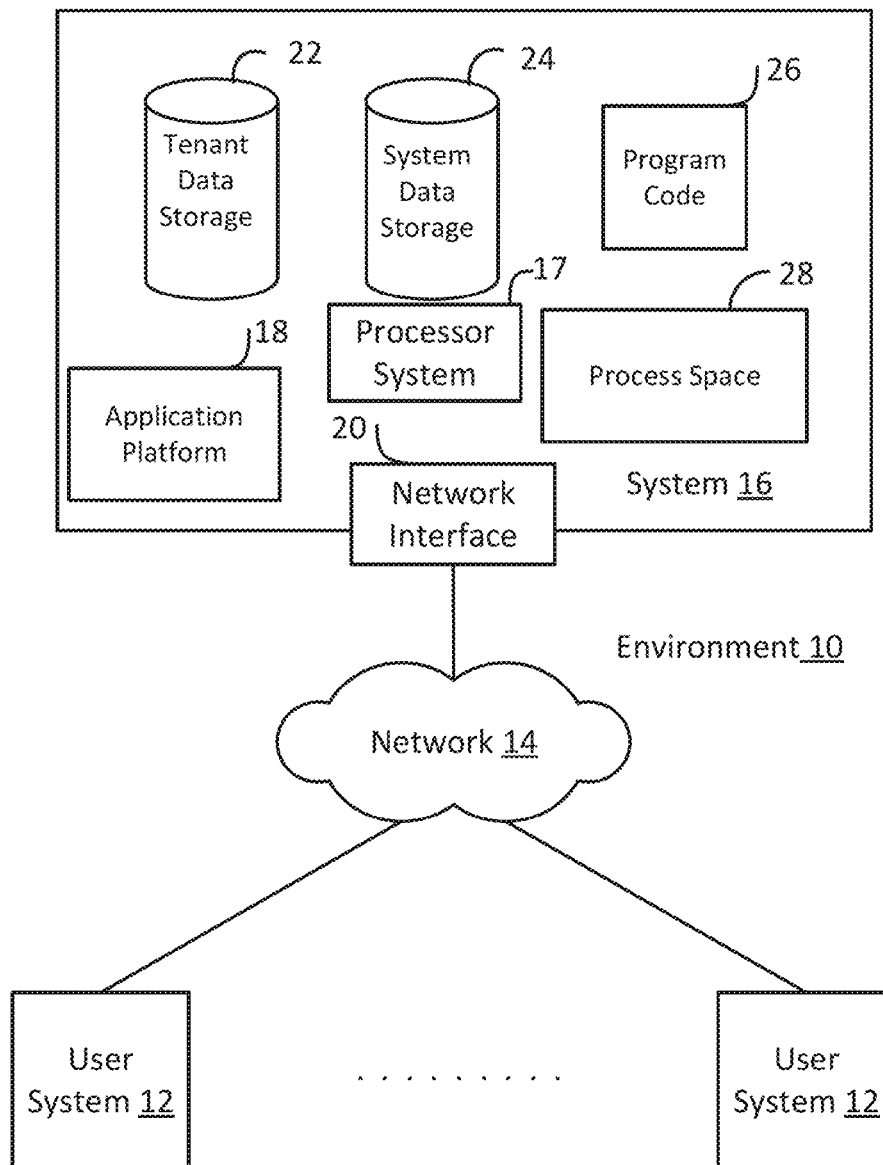 22
24
26
Tenant
Data
Storage
System
Data
Storage
Program
Code
17
28
18
Processor
System
Process Space
Application
Platform
20
Network
Interface
System 16
Environment 10
Network 14
User
System 12
. . . . . . . . .
User
System 12